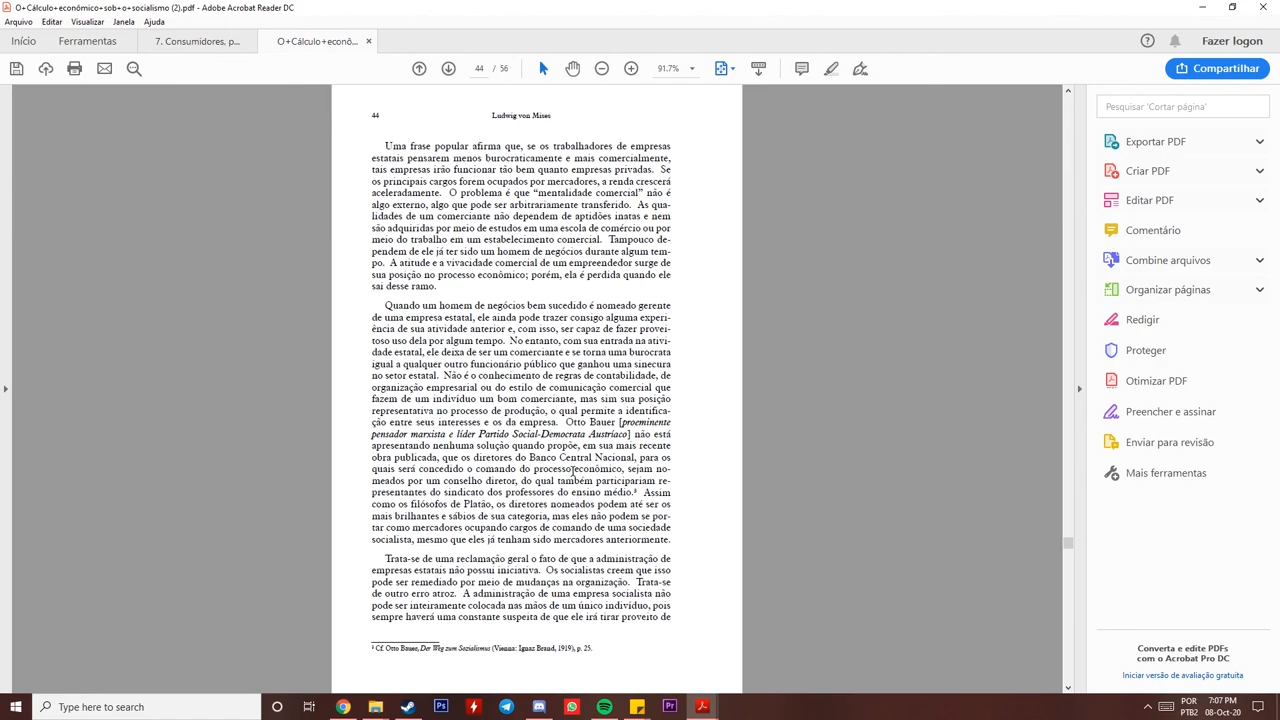 O+Cálculo+econômico+sob+o+socialismo (2).pdf - Adobe Acrobat Reader DC
Arquivo Editar Visualizar Janela Ajuda
Início Ferramentas 7. Consumidores, p... O+Cálculo+econô... Fazer logon
44 / 56 91.7% Compartilhar
44 Ludwig von Mises
Uma frase popular afirma que, se os trabalhadores de empresas
estatais pensarem menos burocraticamente e mais comercialmente,
tais empresas irão funcionar tão bem quanto empresas privadas. Se
os principais cargos forem ocupados por mercadores, a renda crescerá
aceleradamente. O problema é que “mentalidade comercial” não é
algo externo, algo que pode ser arbitrariamente transferido. As qua-
lidades de um comerciante não dependem de aptidões inatas e nem
são adquiridas por meio de estudos em uma escola de comércio ou por
meio do trabalho em um estabelecimento comercial. Tampouco de-
pendem de ele já ter sido um homem de negócios durante algum tem-
po. A atitude e a vivacidade comercial de um empreendedor surge de
sua posição no processo econômico; porém, ela é perdida quando ele
sai desse ramo.
Quando um homem de negócios bem sucedido é nomeado gerente
de uma empresa estatal, ele ainda pode trazer consigo alguma experi-
ência de sua atividade anterior e, com isso, ser capaz de fazer provei-
toso uso dela por algum tempo. No entanto, com sua entrada na ativi-
dade estatal, ele deixa de ser um comerciante e se torna uma burocrata
igual a qualquer outro funcionário público que ganhou uma sinecura
no setor estatal. Não é o conhecimento de regras de contabilidade, de
organização empresarial ou do estilo de comunicação comercial que
fazem de um indivíduo um bom comerciante, mas sim sua posição
representativa no processo de produção, o qual permite a identifica-
ção entre seus interesses e os da empresa. Otto Bauer [proeminente
pensador marxista e líder Partido Social-Democrata Austríaco] não está
apresentando nenhuma solução quando propõe, em sua mais recente
obra publicada, que os diretores do Banco Central Nacional, para os
quais será concedido o comando do processo econômico, sejam no-
meados por um conselho diretor, do qual também participariam re-
presentantes do sindicato dos professores do ensino médio.⁵ Assim
como os filósofos de Platão, os diretores nomeados podem até ser os
mais brilhantes e sábios de sua categoria, mas eles não podem se por-
tar como mercadores ocupando cargos de comando de uma sociedade
socialista, mesmo que eles já tenham sido mercadores anteriormente.
Trata-se de uma reclamação geral o fato de que a administração de
empresas estatais não possui iniciativa. Os socialistas creem que isso
pode ser remediado por meio de mudanças na organização. Trata-se
de outro erro atroz. A administração de uma empresa socialista não
pode ser inteiramente colocada nas mãos de um único indivíduo, pois
sempre haverá uma constante suspeita de que ele irá tirar proveito de
⁵ Cf. Otto Bauer, Der Weg zum Sozialismus (Vienna: Ignaz Brand, 1919), p. 25.
Pesquisar 'Cortar página'
Exportar PDF
Criar PDF
Editar PDF
Comentário
Combine arquivos
Organizar páginas
Redigir
Proteger
Otimizar PDF
Preencher e assinar
Enviar para revisão
Mais ferramentas
Converta e edite PDFs
com o Acrobat Pro DC
Iniciar versão de avaliação gratuita
Type here to search
POR 7:07 PM
PTB2 08-Oct-20